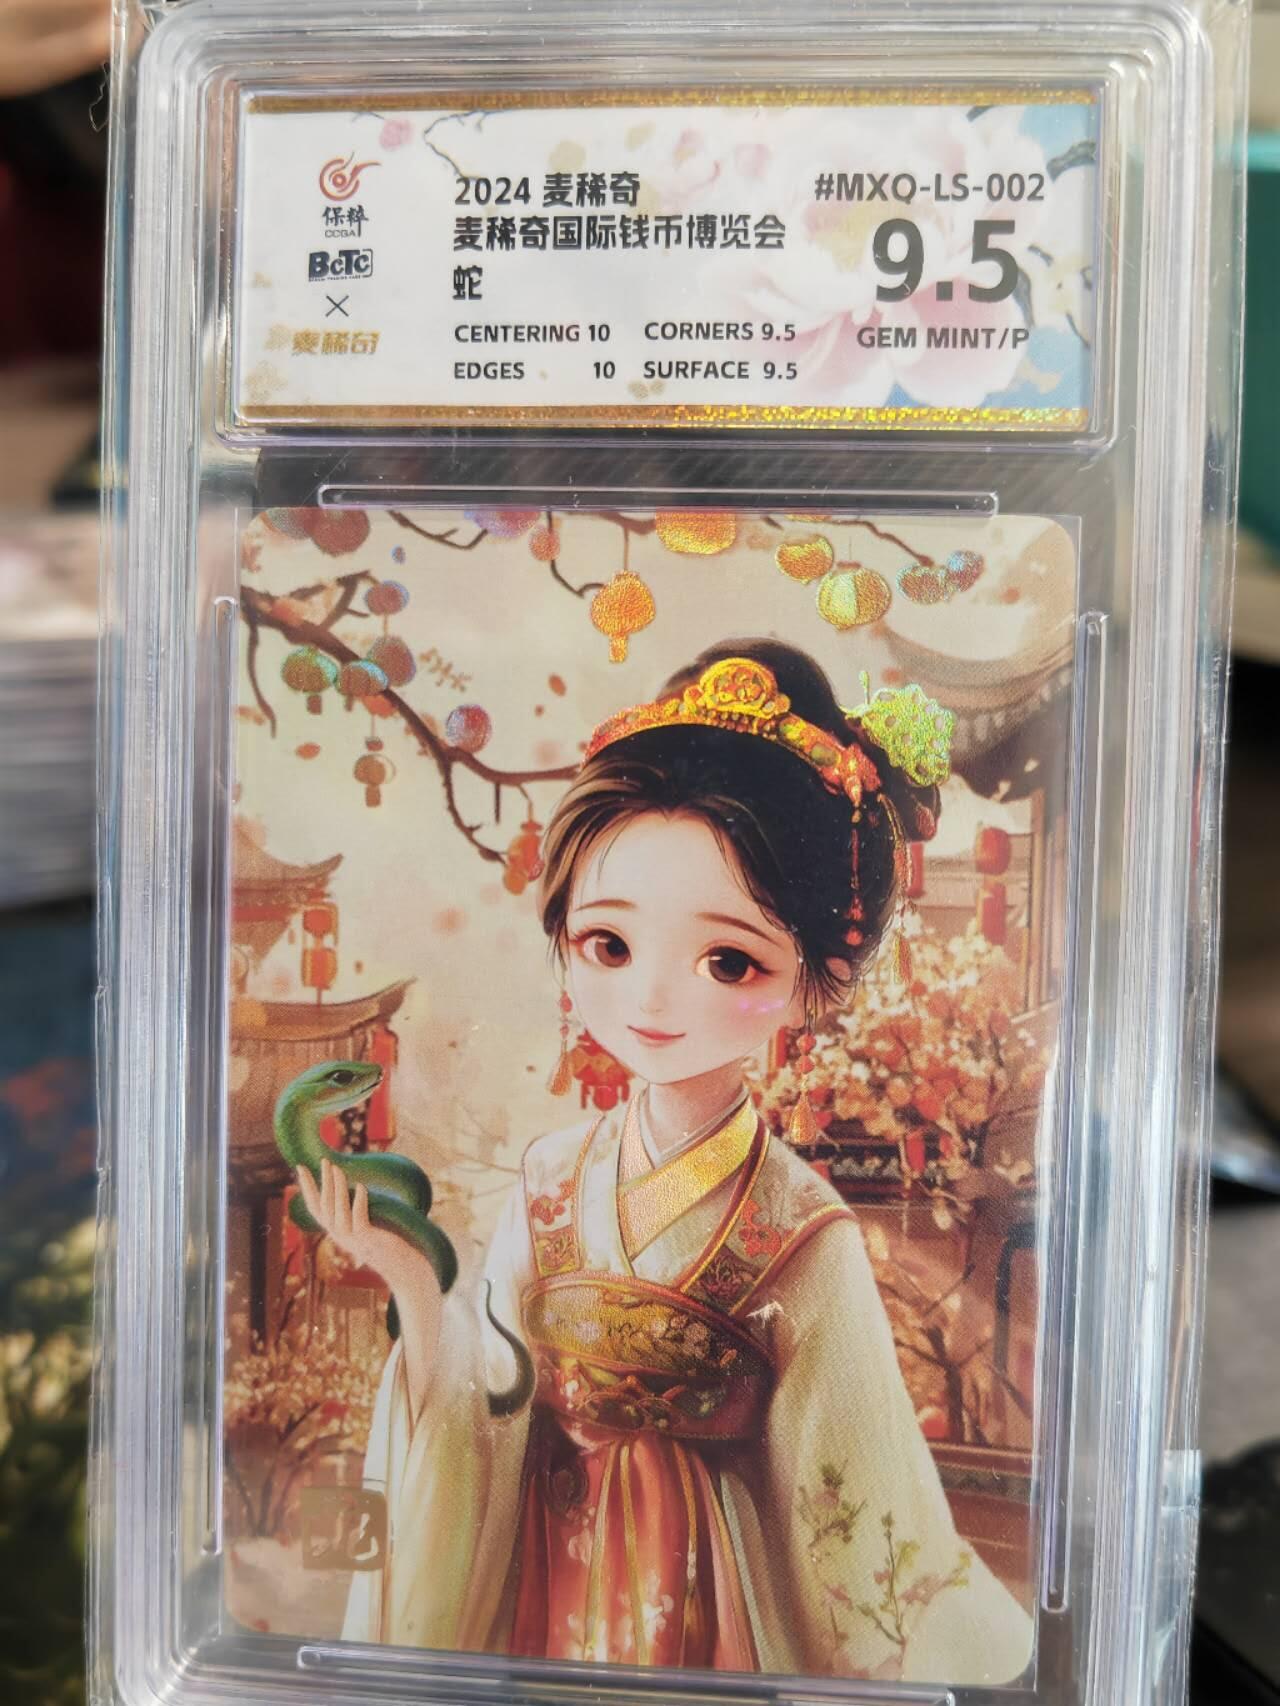 保粹
CCGA
BCTC
×
麦稀奇
2024 麦稀奇
麦稀奇国际钱币博览会
蛇
CENTERING 10 CORNERS 9.5
EDGES 10 SURFACE 9.5
#MXQ-LS-002
9.5
GEM MINT/P